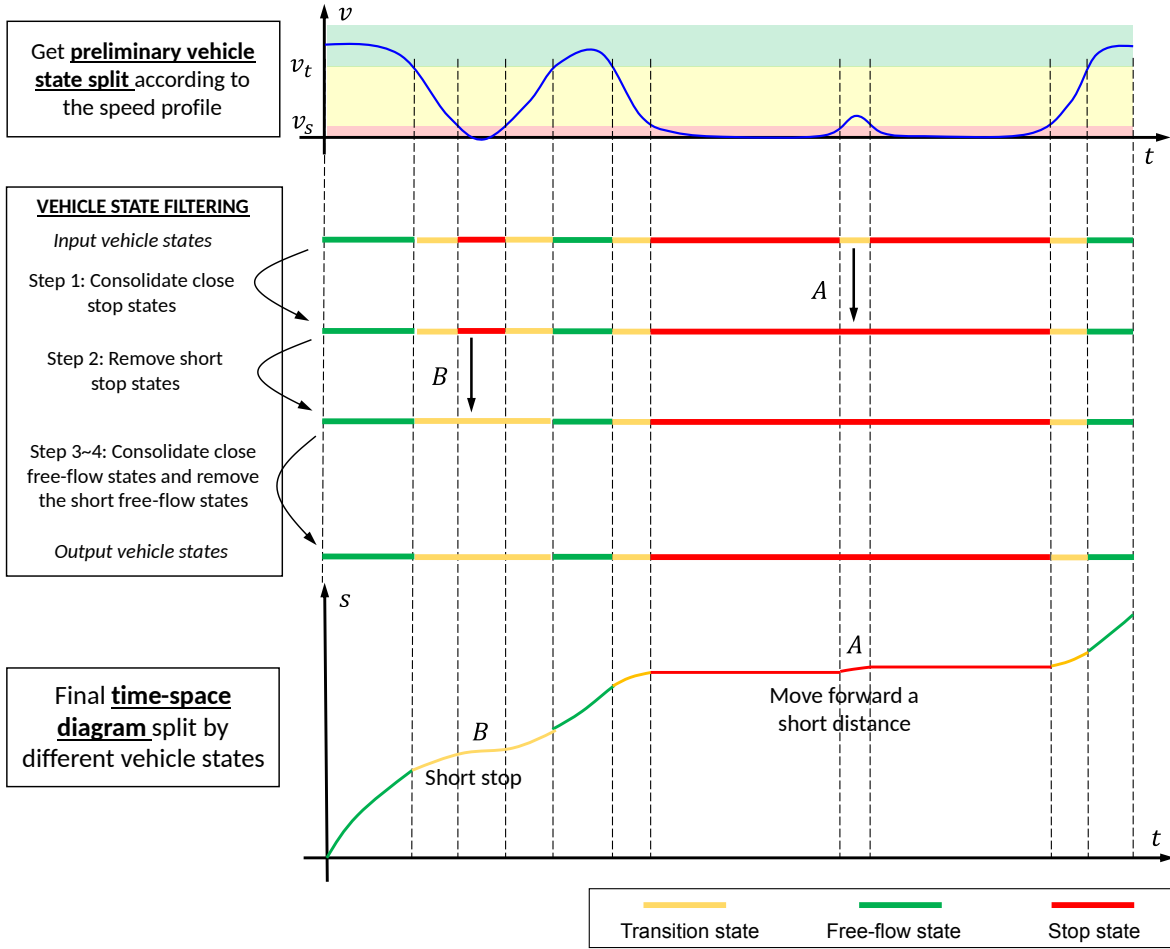 Get preliminary vehicle
state split according to
the speed profile
v
v_t
v_s
t
VEHICLE STATE FILTERING
Input vehicle states
Step 1: Consolidate close
stop states
A
Step 2: Remove short
stop states
B
Step 3~4: Consolidate close
free-flow states and remove
the short free-flow states
Output vehicle states
s
Final time-space
diagram split by
different vehicle states
A
Move forward a
short distance
B
Short stop
t
Transition state
Free-flow state
Stop state